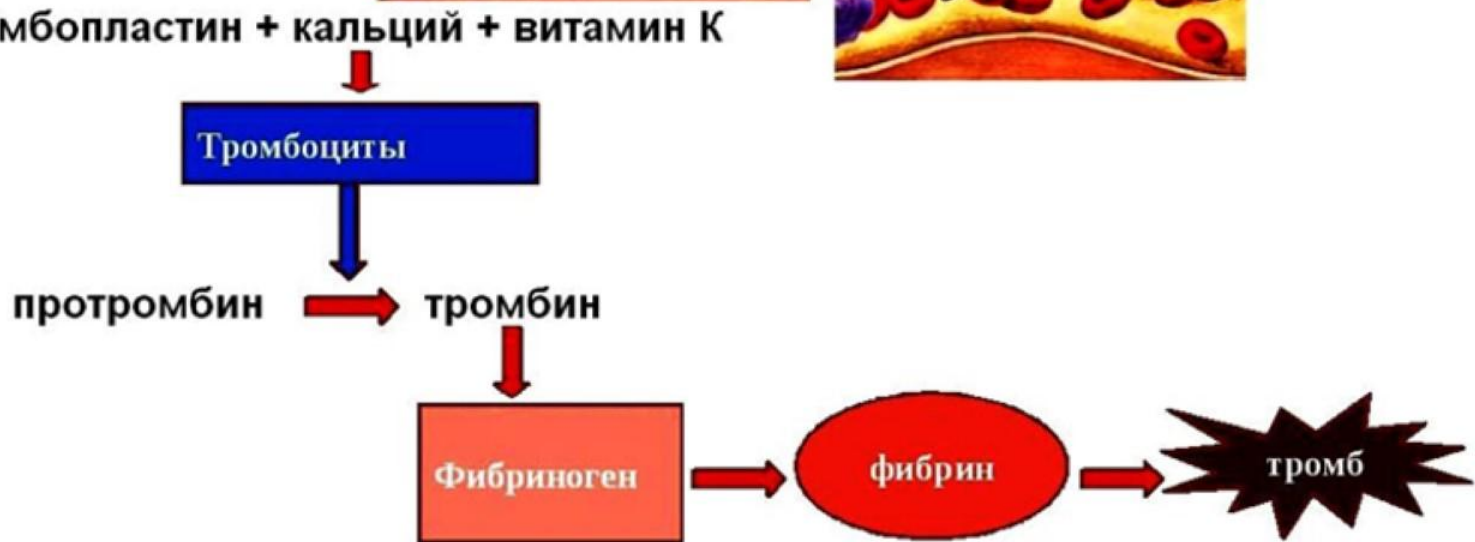 мбопластин + кальций + витамин К
Тромбоциты
протромбин тромбин
Фибриноген фибрин тромб